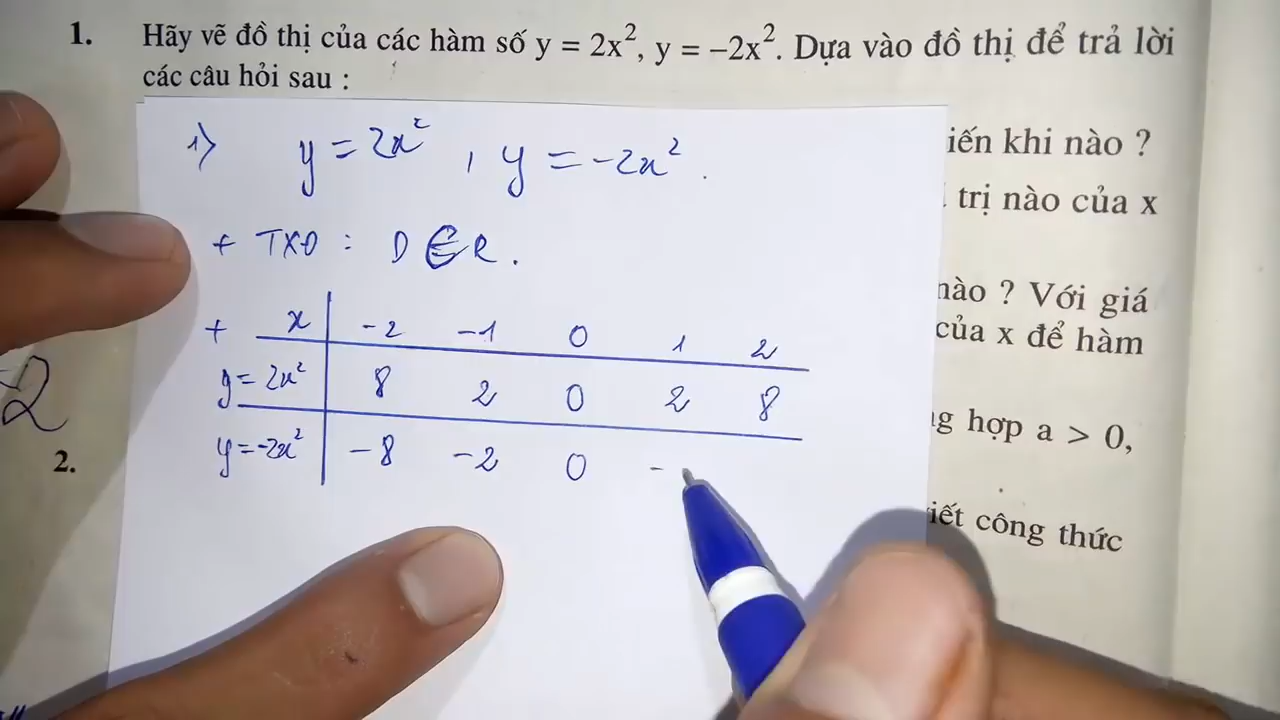 1. Hãy vẽ đồ thị của các hàm số y = 2x², y = –2x². Dựa vào đồ thị để trả lời
các câu hỏi sau :
1) y = 2x² , y = -2x² .
iến khi nào ?
trị nào của x
+ TXĐ : D ∈ R .
nào ? Với giá
của x để hàm
+ x -2 -1 0 1 2
y = 2x² 8 2 0 2 8
g hợp a > 0,
y = -2x² -8 -2 0 -
2
2.
iết công thức